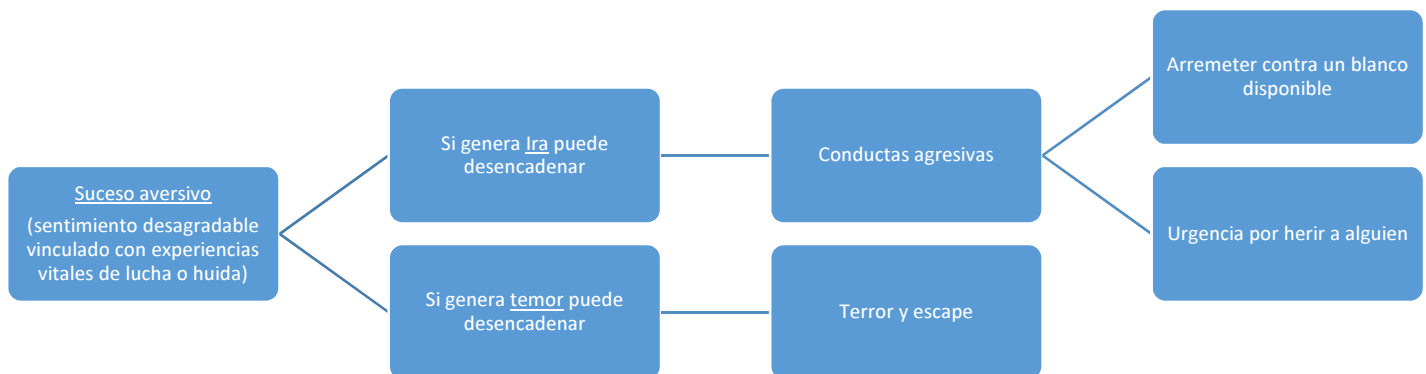 Suceso aversivo
(sentimiento desagradable
vinculado con experiencias
vitales de lucha o huida)
Si genera Ira puede
desencadenar
Conductas agresivas
Arremeter contra un blanco
disponible
Urgencia por herir a alguien
Si genera temor puede
desencadenar
Terror y escape